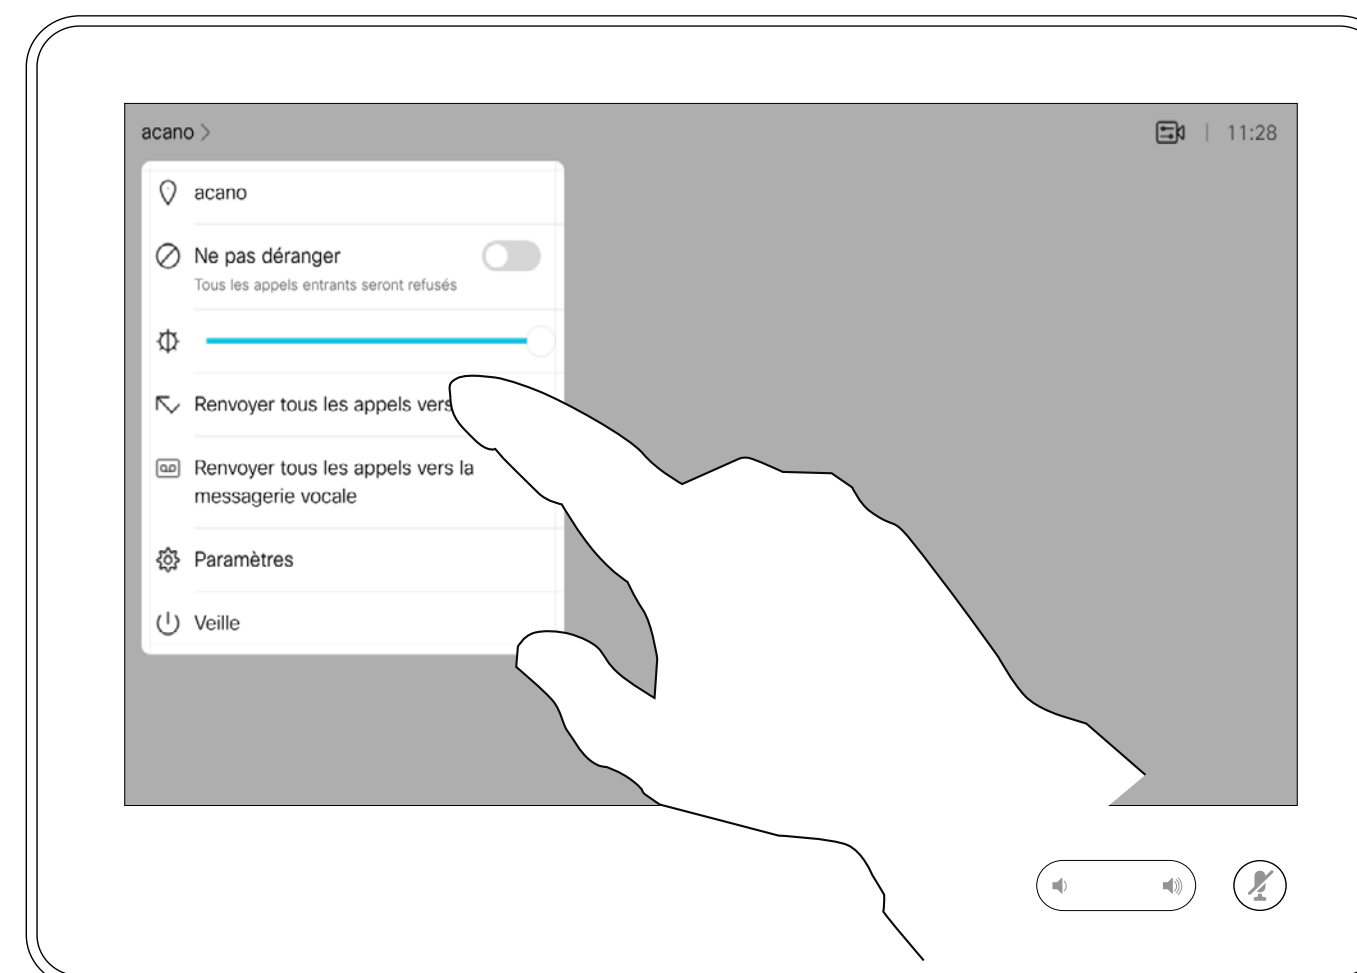 acano >
11:28
acano
Ne pas déranger
Tous les appels entrants seront refusés
Renvoyer tous les appels vers
Renvoyer tous les appels vers la
messagerie vocale
Paramètres
Veille